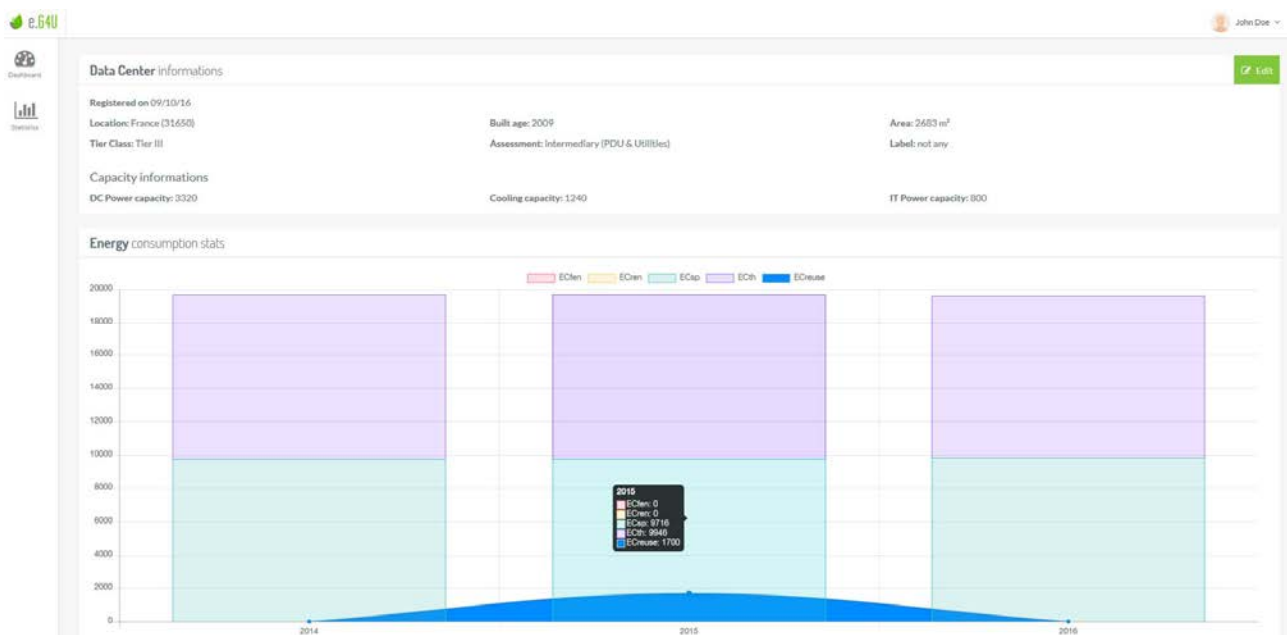 e.G4U
John Doe
Dashboard
Statistics
Data Center informations
Edit
Registered on 09/10/16
Location: France (31650)
Built age: 2009
Area: 2683 m²
Tier Class: Tier III
Assessment: Intermediary (PDU & Utilities)
Label: not any
Capacity informations
DC Power capacity: 3320
Cooling capacity: 1240
IT Power capacity: 800
Energy consumption stats
ECfen ECren ECsp ECth ECreuse
20000
18000
16000
14000
12000
10000
8000
6000
4000
2000
0
2015
ECfen: 0
ECren: 0
ECsp: 9716
ECth: 9946
ECreuse: 1700
2014 2015 2016